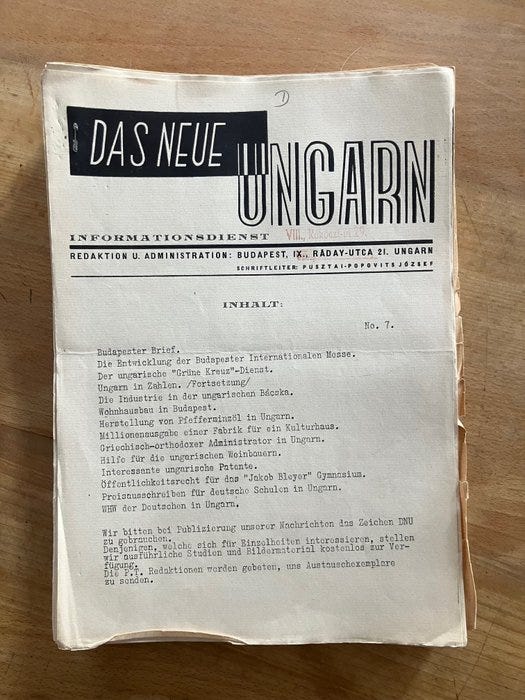 DAS NEUE
UNGARN
INFORMATIONSDIENST VIII.,
REDAKTION U. ADMINISTRATION: BUDAPEST, IX., RÁDAY-UTCA 21. UNGARN
SCHRIFTLEITER: PUSZTAI-POPOVITS JÓZSEF
INHALT:
No. 7.
Budapester Brief.
Die Entwicklung der Budapester Internationalen Messe.
Der ungarische "Grüne Kreuz"-Dienst.
Ungarn in Zahlen. /Fortsetzung/
Die Industrie in der ungarischen Bácska.
Wohnhausbau in Budapest.
Herstellung von Pfefferminzöl in Ungarn.
Millionenausgabe einer Fabrik für ein Kulturhaus.
Griechisch-orthodoxer Administrator in Ungarn.
Hilfe für die ungarischen Weinbauern.
Interessante ungarische Patente.
Öffentlichkeitsrecht für das "Jakob Bleyer" Gymnasium.
Preisausschreiben für deutsche Schulen in Ungarn.
WHW der Deutschen in Ungarn.
Wir bitten bei Publizierung unserer Nachrichten das Zeichen DNU
zu gebrauchen.
Denjenigen, welche sich für Einzelheiten interessieren, stellen
wir ausführliche Studien und Bildermaterial kostenlos zur Ver-
fügung.
Die P.T. Redaktionen werden gebeten, uns Austauschexemplare
zu senden.